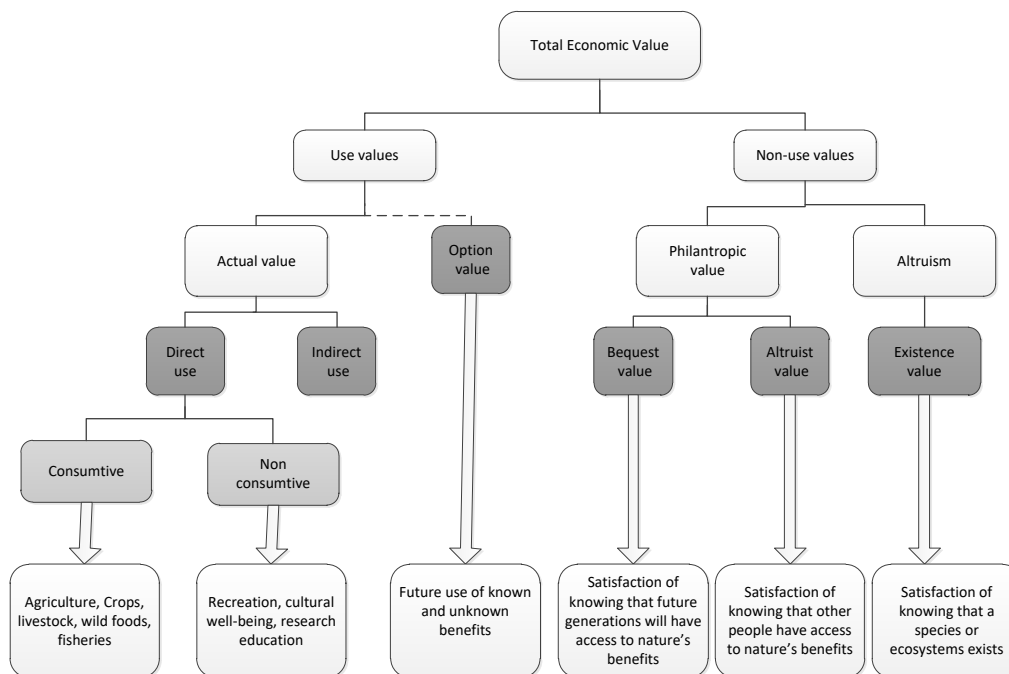 Total Economic Value
Use values
Non-use values
Actual value
Option
value
Philantropic
value
Altruism
Direct
use
Indirect
use
Bequest
value
Altruist
value
Existence
value
Consumtive
Non
consumtive
Agriculture, Crops,
livestock, wild foods,
fisheries
Recreation, cultural
well-being, research
education
Future use of known
and unknown
benefits
Satisfaction of
knowing that future
generations will have
access to nature’s
benefits
Satisfaction of
knowing that other
people have access
to nature’s benefits
Satisfaction of
knowing that a
species or
ecosystems exists